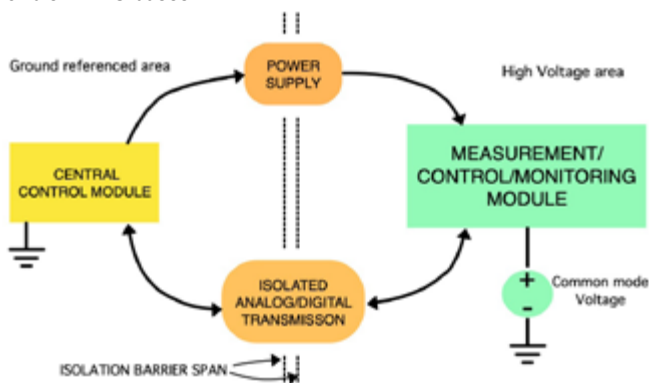 Ground referenced area
POWER
SUPPLY
High Voltage area
CENTRAL
CONTROL MODULE
MEASUREMENT/
CONTROL/MONITORING
MODULE
ISOLATED
ANALOG/DIGITAL
TRANSMISSON
+
-
Common mode
Voltage
ISOLATION BARRIER SPAN